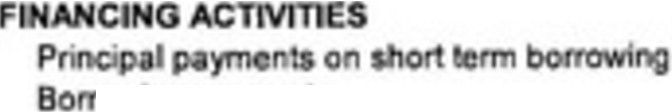 FINANCING ACTIVITIES
Principal payments on short term borrowing